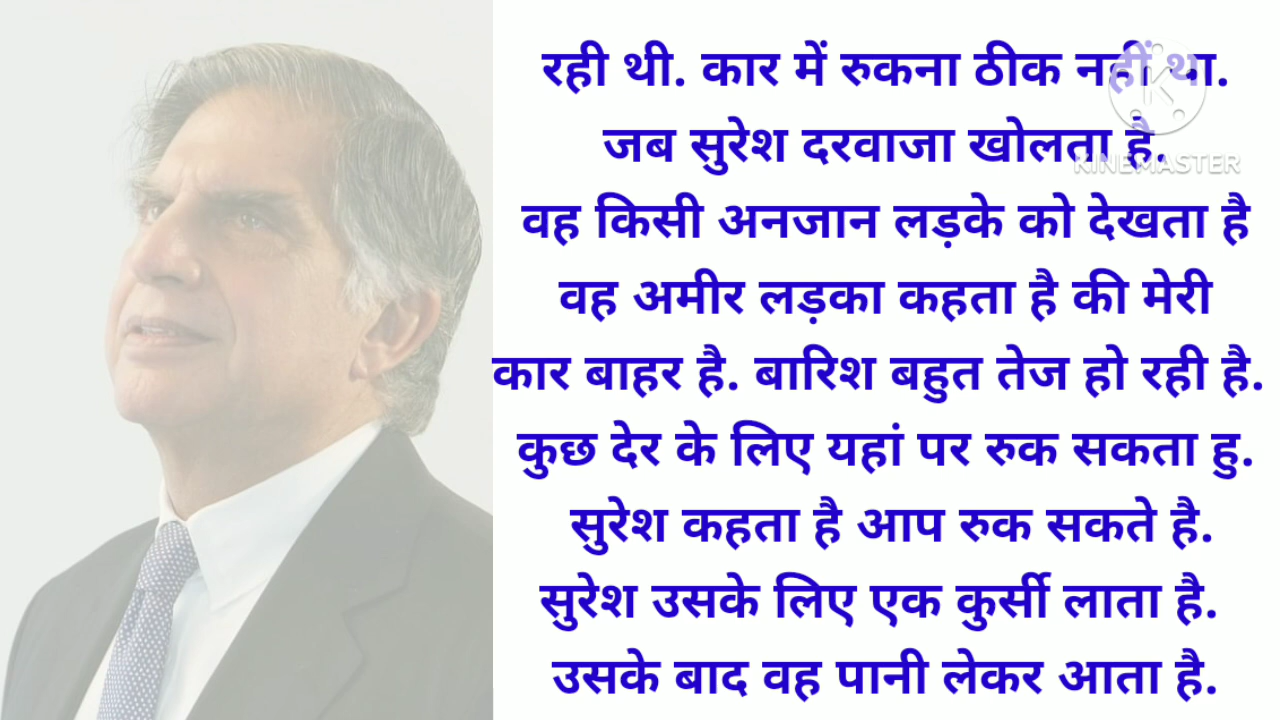 रही थी. कार में रुकना ठीक नहीं था.
जब सुरेश दरवाजा खोलता है.
वह किसी अनजान लड़के को देखता है
वह अमीर लड़का कहता है की मेरी
कार बाहर है. बारिश बहुत तेज हो रही है.
कुछ देर के लिए यहां पर रुक सकता हु.
सुरेश कहता है आप रुक सकते है.
सुरेश उसके लिए एक कुर्सी लाता है.
उसके बाद वह पानी लेकर आता है.
KINEMASTER